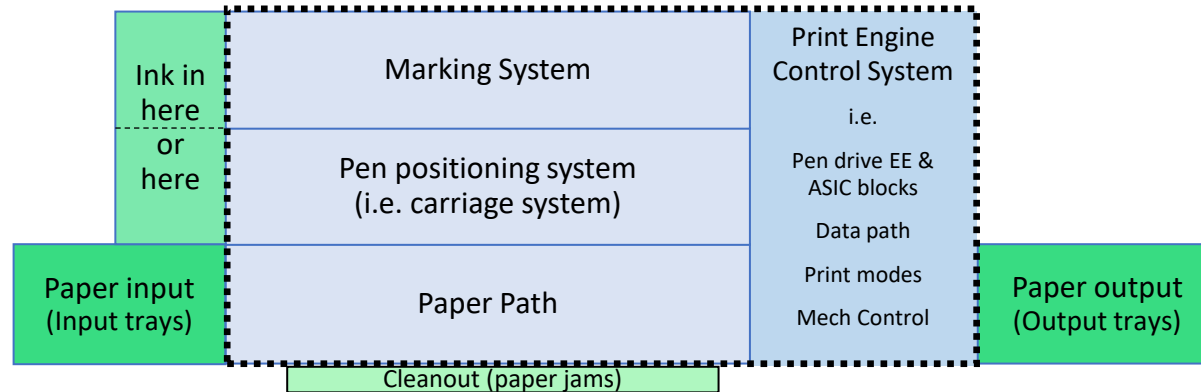 Ink in
here
or
here
Marking System
Pen positioning system
(i.e. carriage system)
Paper Path
Print Engine
Control System
i.e.
Pen drive EE &
ASIC blocks
Data path
Print modes
Mech Control
Paper input
(Input trays)
Paper output
(Output trays)
Cleanout (paper jams)